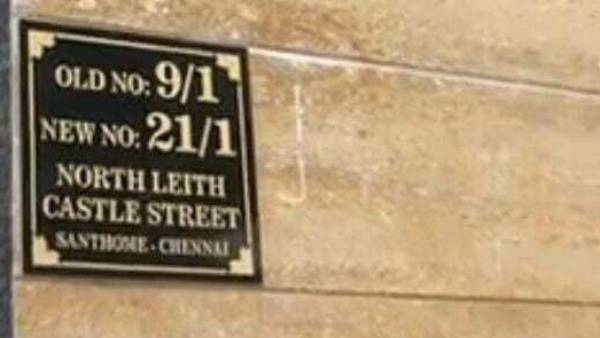 OLD NO: 9/1
NEW NO: 21/1
NORTH LEITH
CASTLE STREET
SANTHOME - CHENNAI